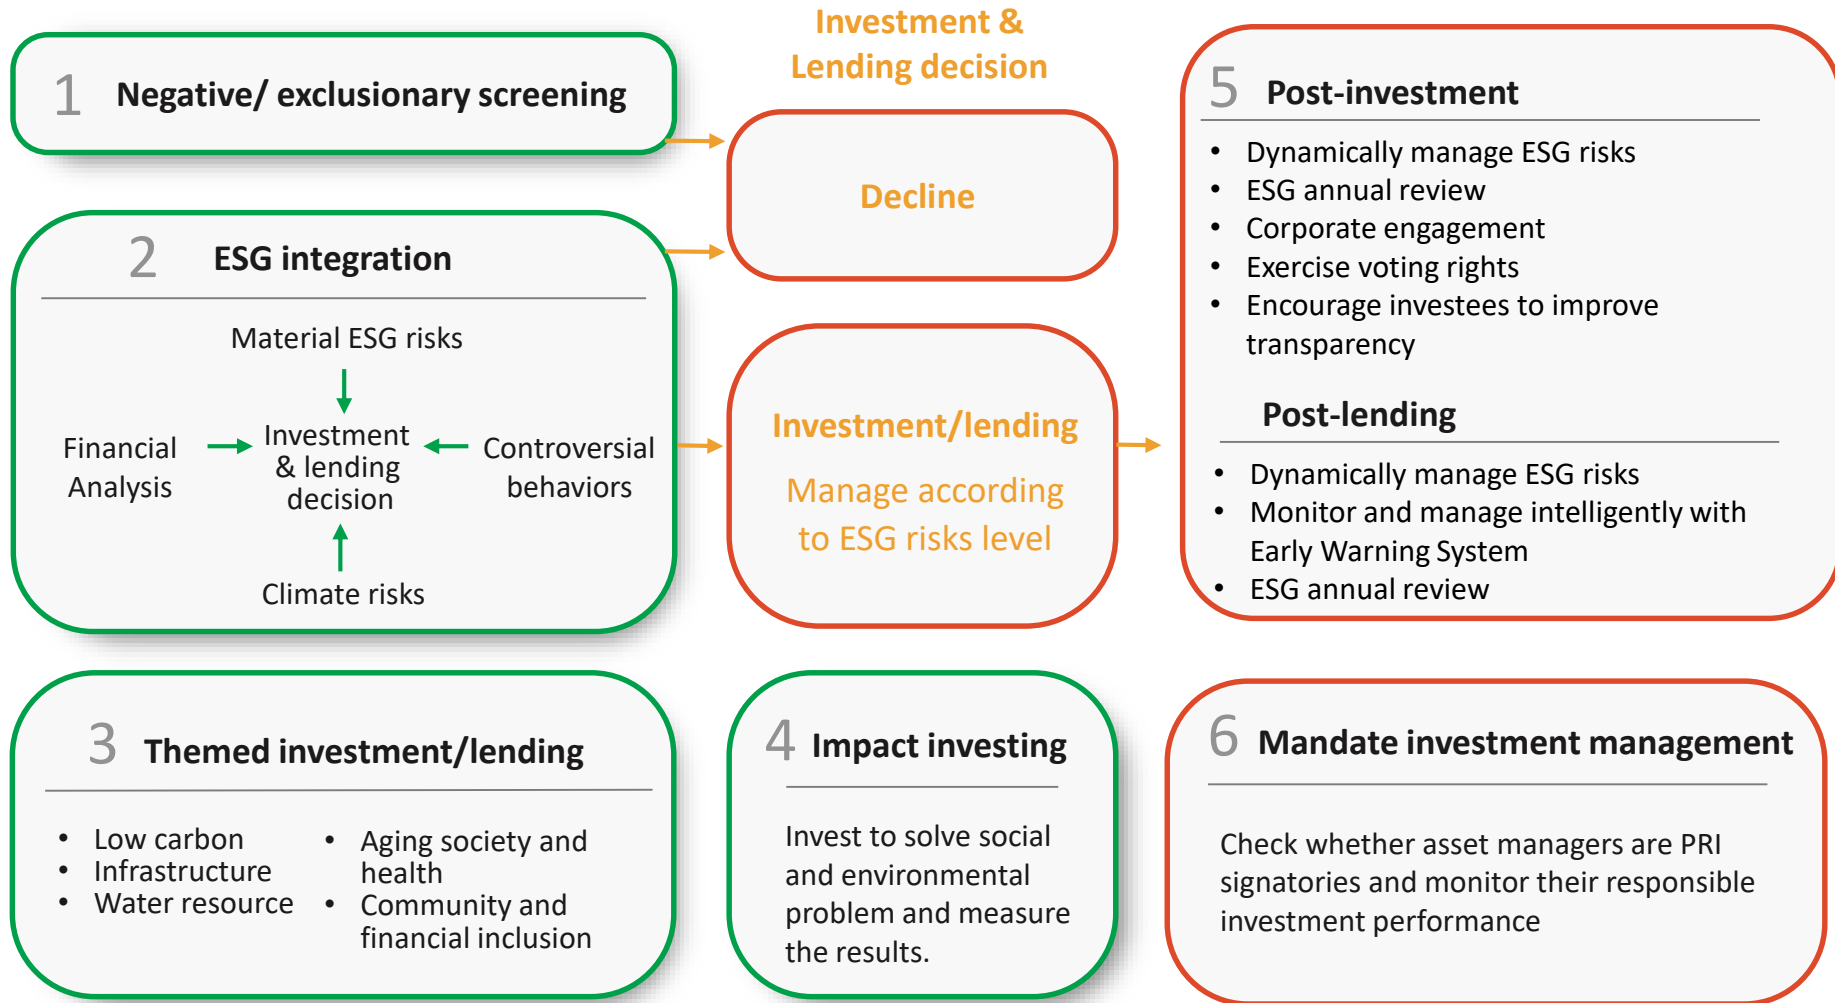 Investment &
Lending decision
1 Negative/ exclusionary screening
Decline
2 ESG integration
Material ESG risks
Financial
Analysis
Investment
& lending
decision
Controversial
behaviors
Climate risks
Investment/lending
Manage according
to ESG risks level
5 Post-investment
• Dynamically manage ESG risks
• ESG annual review
• Corporate engagement
• Exercise voting rights
• Encourage investees to improve
transparency
Post-lending
• Dynamically manage ESG risks
• Monitor and manage intelligently with
Early Warning System
• ESG annual review
3 Themed investment/lending
• Low carbon
• Infrastructure
• Water resource
• Aging society and
health
• Community and
financial inclusion
4 Impact investing
Invest to solve social
and environmental
problem and measure
the results.
6 Mandate investment management
Check whether asset managers are PRI
signatories and monitor their responsible
investment performance